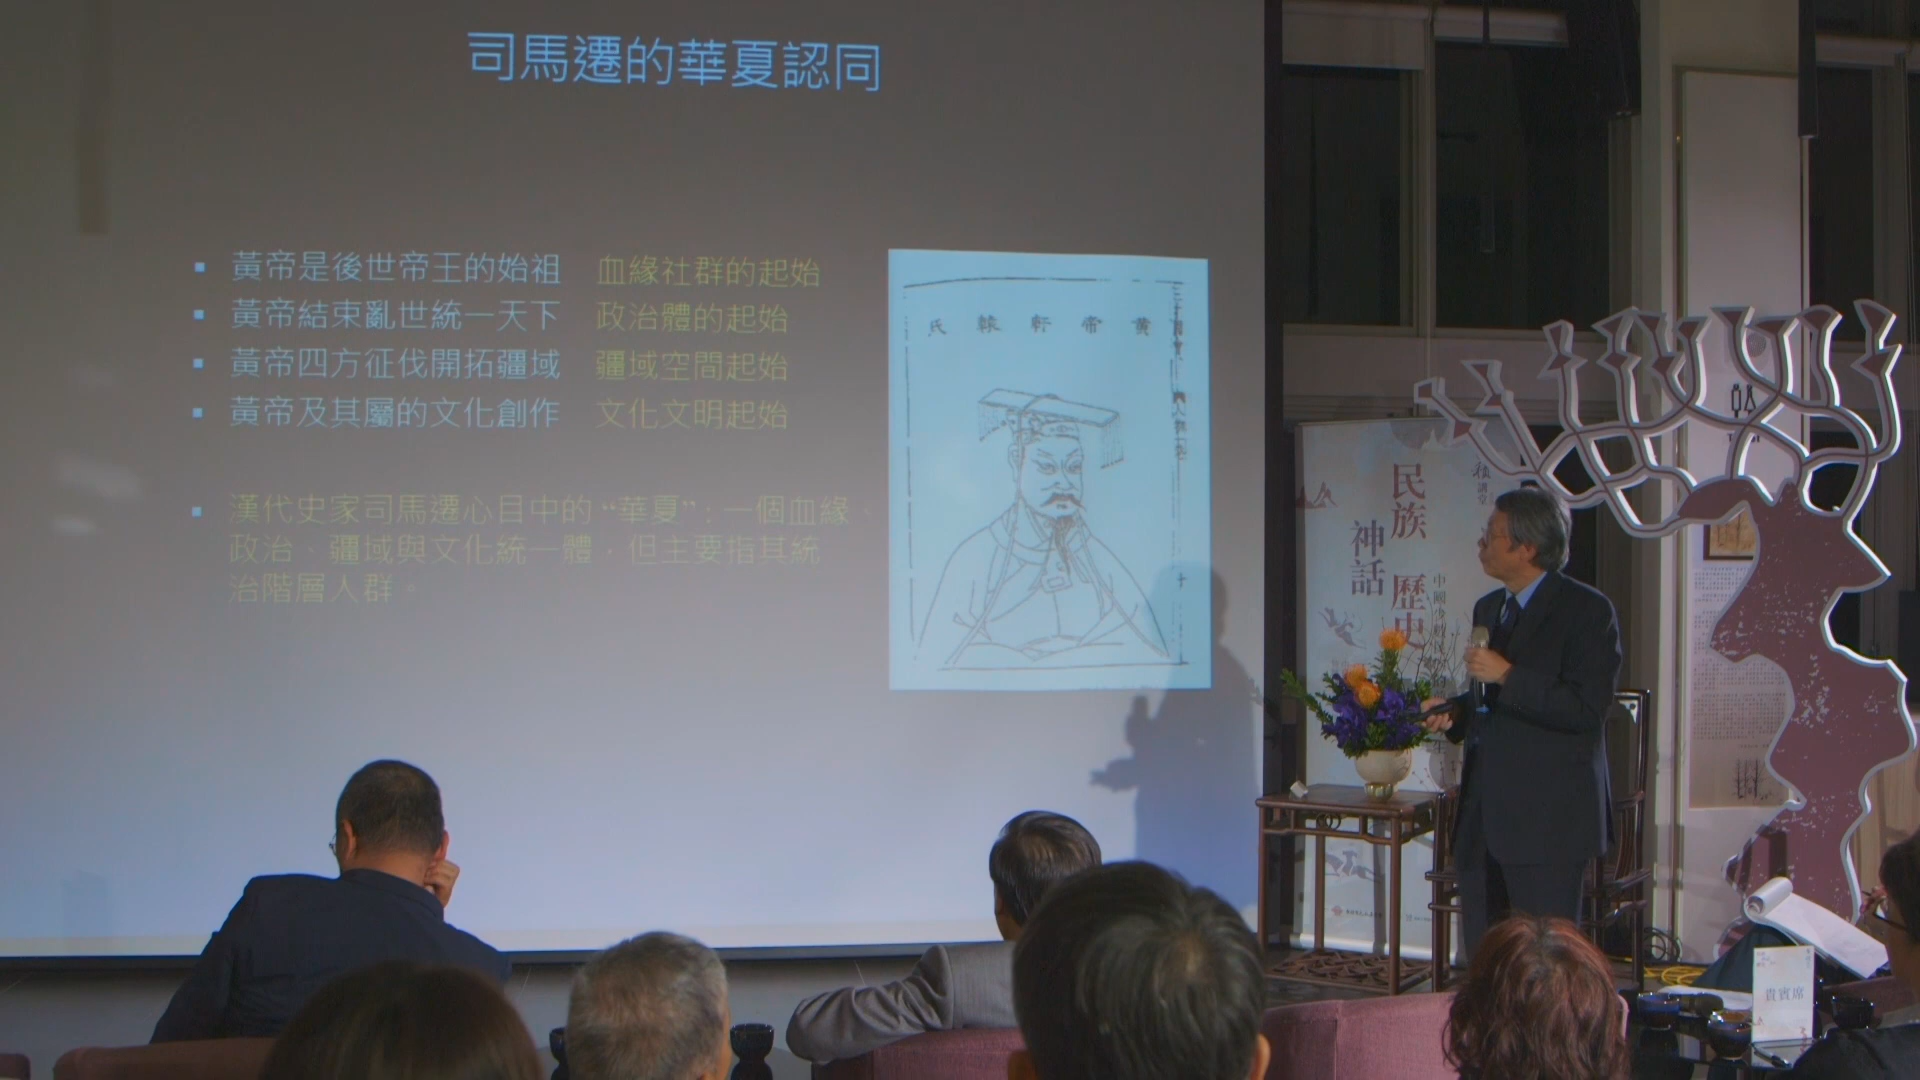 司馬遷的華夏認同
▪ 黃帝是後世帝王的始祖 血緣社群的起始
▪ 黃帝結束亂世統一天下 政治體的起始
▪ 黃帝四方征伐開拓疆域 疆域空間起始
▪ 黃帝及其屬的文化創作 文化文明起始
▪ 漢代史家司馬遷心目中的“華夏”：一個血緣、
政治、疆域與文化統一體，但主要指其統
治階層人群。
氏轅軒帝黃
民族
神話
歷史
貴賓席